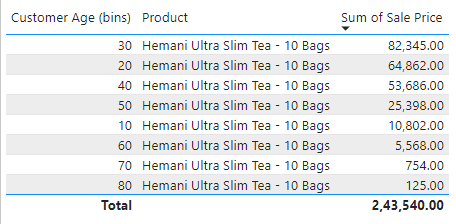 Customer Age (bins) Product Sum of Sale Price
30 Hemani Ultra Slim Tea - 10 Bags 82,345.00
20 Hemani Ultra Slim Tea - 10 Bags 64,862.00
40 Hemani Ultra Slim Tea - 10 Bags 53,686.00
50 Hemani Ultra Slim Tea - 10 Bags 25,398.00
10 Hemani Ultra Slim Tea - 10 Bags 10,802.00
60 Hemani Ultra Slim Tea - 10 Bags 5,568.00
70 Hemani Ultra Slim Tea - 10 Bags 754.00
80 Hemani Ultra Slim Tea - 10 Bags 125.00
Total 2,43,540.00